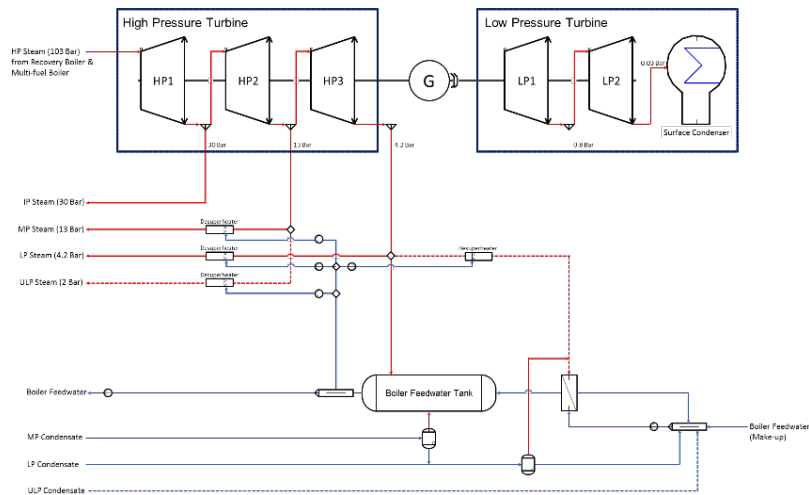 High Pressure Turbine
Low Pressure Turbine
HP Steam (103 Bar)
from Recovery Boiler &
Multi-fuel Boiler
HP1
HP2
HP3
G
LP1
LP2
0.03 Bar
Surface Condenser
30 Bar
13 Bar
4.2 Bar
0.8 Bar
IP Steam (30 Bar)
Desuperheater
MP Steam (13 Bar)
Desuperheater
Desuperheater
LP Steam (4.2 Bar)
Desuperheater
ULP Steam (2 Bar)
Boiler Feedwater
Boiler Feedwater Tank
Boiler Feedwater
(Make-up)
MP Condensate
LP Condensate
ULP Condensate